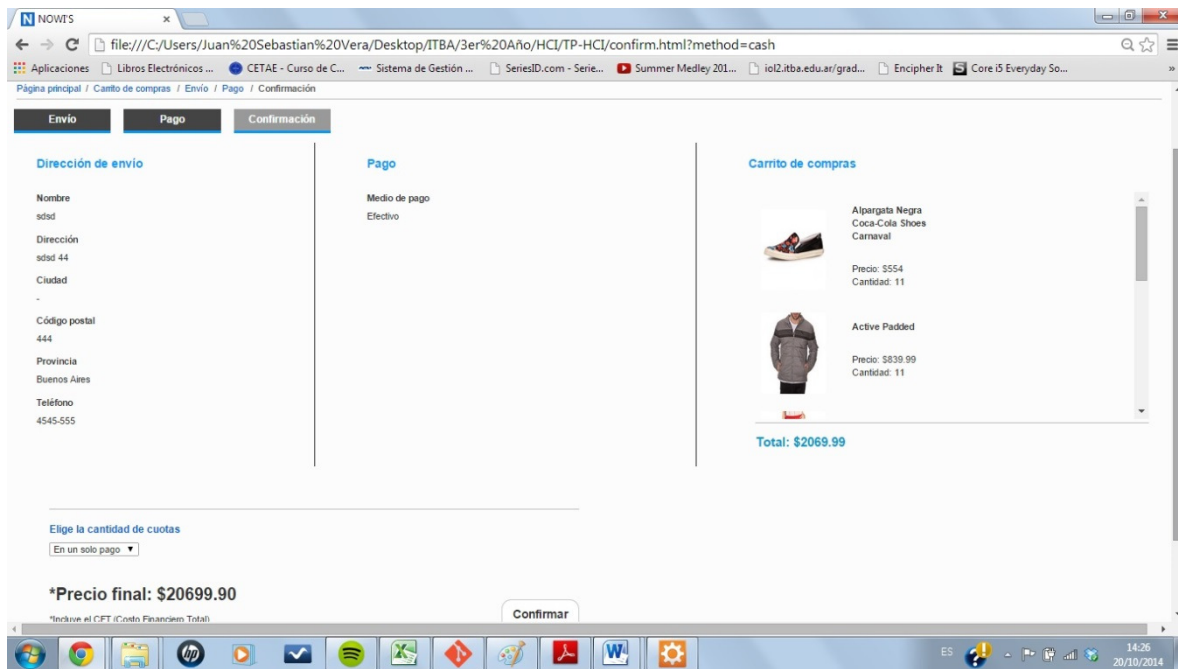 NOWI'S
file:///C:/Users/Juan%20Sebastian%20Vera/Desktop/ITBA/3er%20Año/HCI/TP-HCI/confirm.html?method=cash
Aplicaciones Libros Electrónicos ... CETAE - Curso de C... Sistema de Gestión ... SeriesID.com - Serie... Summer Medley 201... iol2.itba.edu.ar/grad... Encipher It Core i5 Everyday So... »
Página principal / Carrito de compras / Envío / Pago / Confirmación
Envío Pago Confirmación
Dirección de envío
Nombre
sdsd
Dirección
sdsd 44
Ciudad
-
Código postal
444
Provincia
Buenos Aires
Teléfono
4545-555
Pago
Medio de pago
Efectivo
Carrito de compras
Alpargata Negra
Coca-Cola Shoes
Carnaval
Precio: $554
Cantidad: 11
Active Padded
Precio: $839.99
Cantidad: 11
Total: $2069.99
Elige la cantidad de cuotas
En un solo pago
*Precio final: $20699.90
*Incluye el CFT (Costo Financiero Total)
Confirmar
hp
ES
14:26
20/10/2014